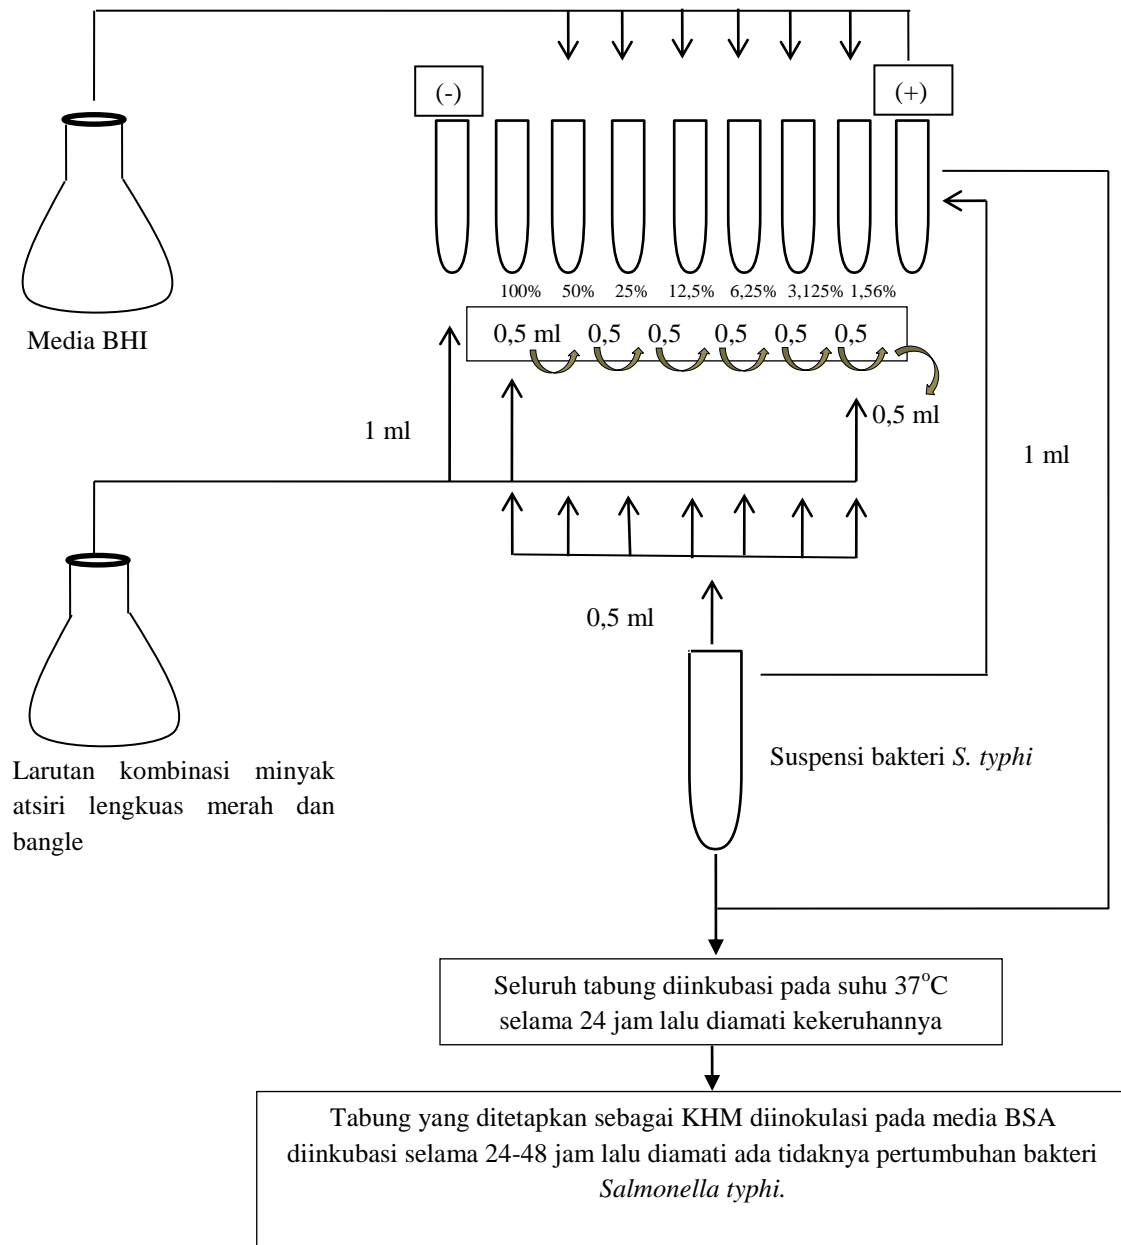 (-)
(+)
100% 50% 25% 12,5% 6,25% 3,125% 1,56%
Media BHI
0,5 ml 0,5 0,5 0,5 0,5 0,5
0,5 ml
1 ml
1 ml
0,5 ml
Larutan kombinasi minyak
atsiri lengkuas merah dan
bangle
Suspensi bakteri S. typhi
Seluruh tabung diinkubasi pada suhu 37°C
selama 24 jam lalu diamati kekeruhannya
Tabung yang ditetapkan sebagai KHM diinokulasi pada media BSA
diinkubasi selama 24-48 jam lalu diamati ada tidaknya pertumbuhan bakteri
Salmonella typhi.